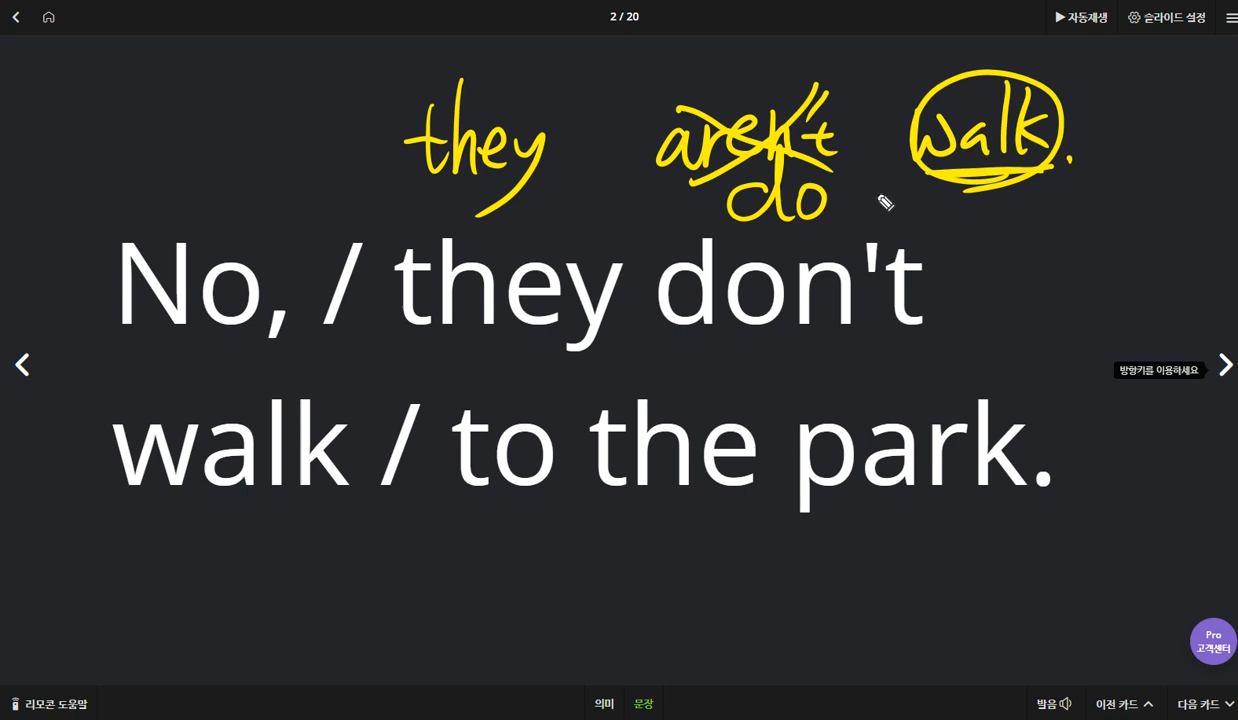 2 / 20
자동재생
슬라이드 설정
they aren't walk.
do
No, / they don't
walk / to the park.
방향키를 이용하세요
Pro
고객센터
리모콘 도움말
의미
문장
발음
이전 카드
다음 카드